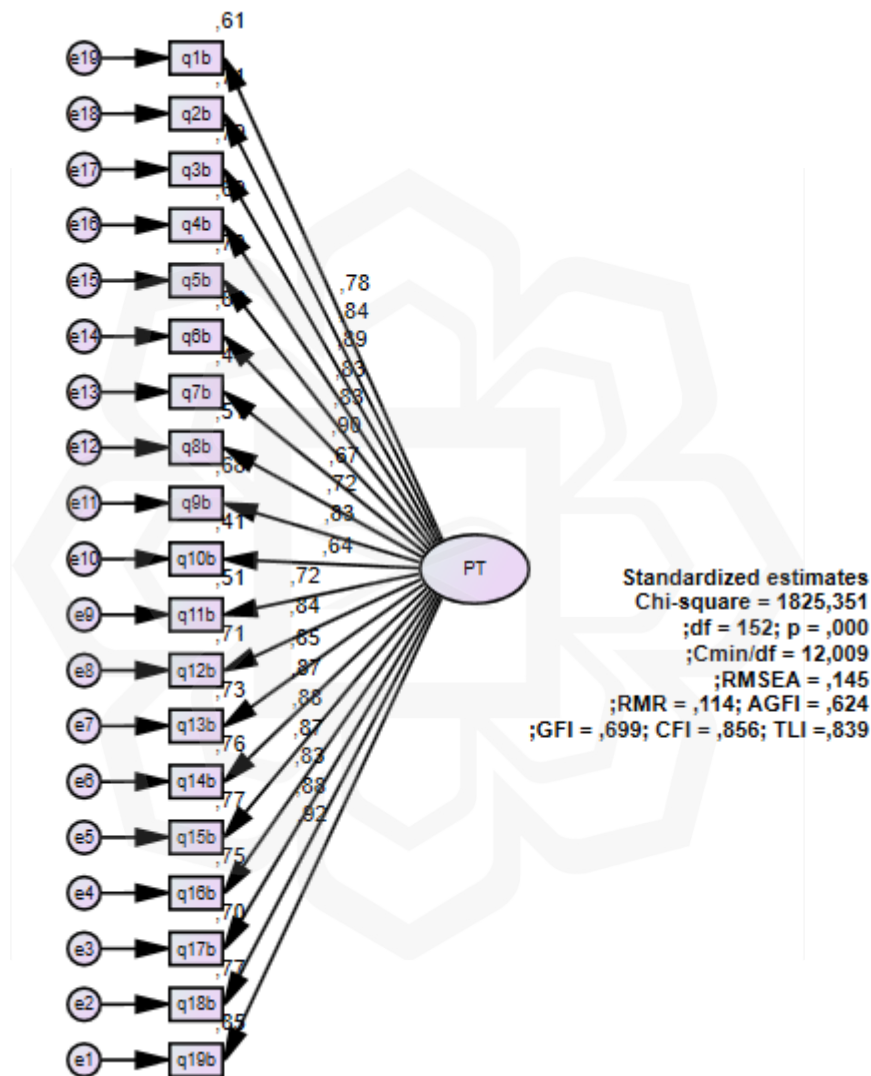 ,61
e19 q1b
e18 q2b
e17 q3b
e16 q4b
e15 q5b
,78
e14 q6b
,84
,89
e13 q7b
,83
,83
e12 q8b
,90
,67
e11 q9b
,72
,83
,41
e10 q10b
,64
PT
,51
,72
e9 q11b
,84
,71
e8 q12b
,85
,87
,73
e7 q13b
,88
,76
,87
e6 q14b
,83
,77
,88
e5 q15b
,92
,75
e4 q16b
,70
e3 q17b
,77
e2 q18b
,85
e1 q19b
Standardized estimates
Chi-square = 1825,351
;df = 152; p = ,000
;Cmin/df = 12,009
;RMSEA = ,145
;RMR = ,114; AGFI = ,624
;GFI = ,699; CFI = ,856; TLI =,839